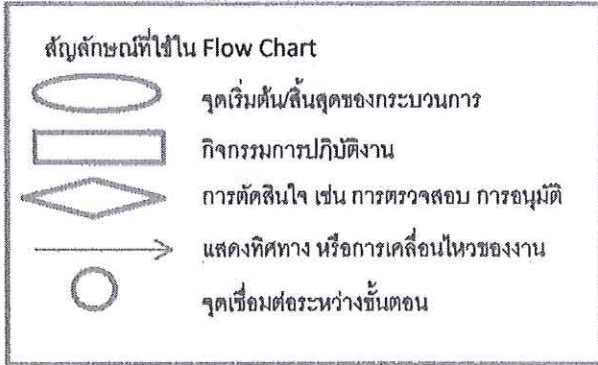 สัญลักษณ์ที่ใช้ใน Flow Chart
จุดเริ่มต้น/สิ้นสุดของกระบวนการ
กิจกรรมการปฏิบัติงาน
การตัดสินใจ เช่น การตรวจสอบ การอนุมัติ
แสดงทิศทาง หรือการเคลื่อนไหวของงาน
จุดเชื่อมต่อระหว่างขั้นตอน